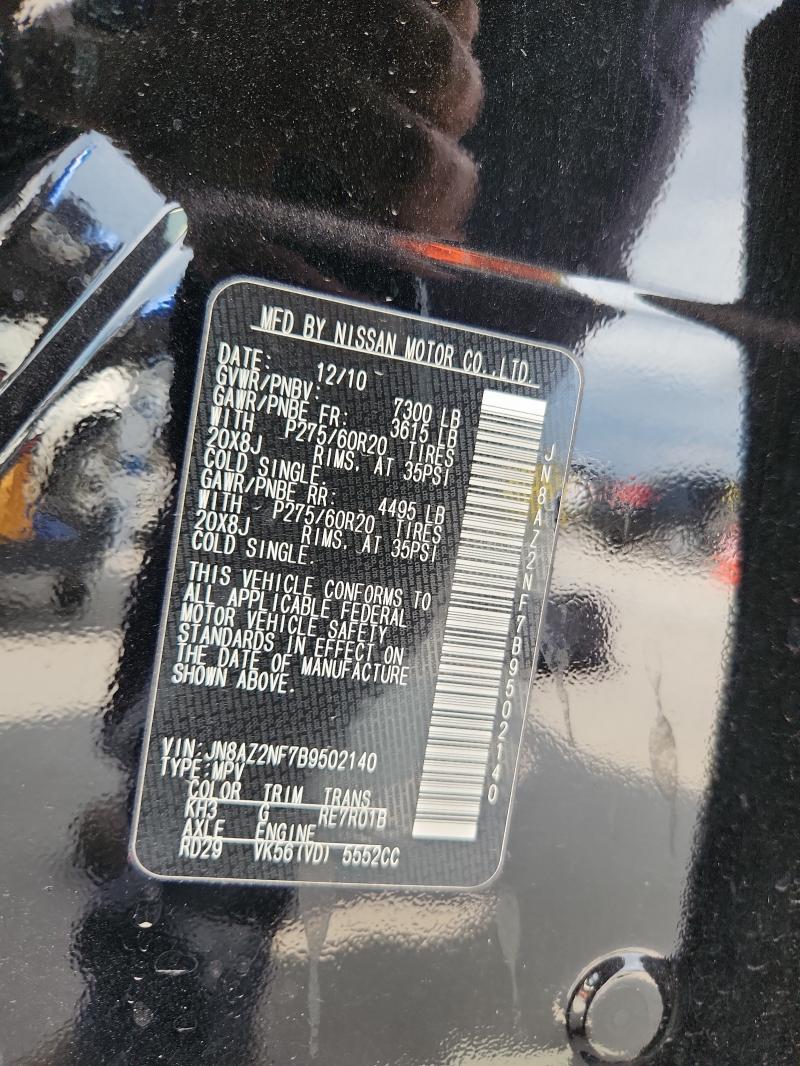 MFD BY NISSAN MOTOR CO.,LTD.
DATE: 12/10
GVWR/PNBV: 7300 LB
GAWR/PNBE FR: 3615 LB
WITH P275/60R20 TIRES
20X8J RIMS, AT 35PSI
COLD SINGLE.
GAWR/PNBE RR: 4495 LB
WITH P275/60R20 TIRES
20X8J RIMS, AT 35PSI
COLD SINGLE.
THIS VEHICLE CONFORMS TO
ALL APPLICABLE FEDERAL
MOTOR VEHICLE SAFETY
STANDARDS IN EFFECT ON
THE DATE OF MANUFACTURE
SHOWN ABOVE.
VIN:JN8AZ2NF7B9502140
TYPE:MPV
COLOR TRIM TRANS
KH3 G RE7R01B
AXLE ENGINE
RD29 VK56(VD) 5552CC
JN8AZ2NF7B9502140